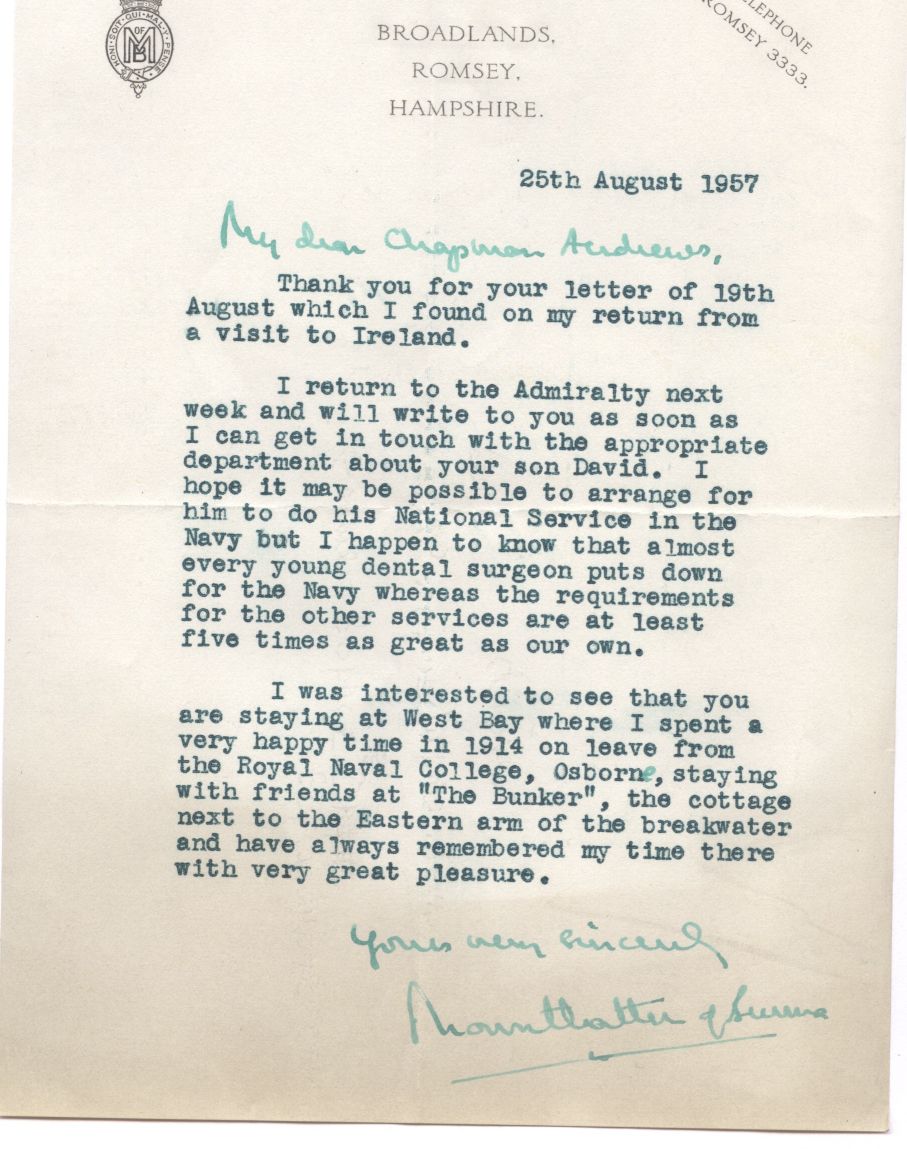 HONI·SOIT·QUI·MAL·Y·PENSE
M
OF
B
BROADLANDS,
ROMSEY,
HAMPSHIRE.
TELEPHONE
ROMSEY 3333.
25th August 1957
My dear Chapman Andrews,
Thank you for your letter of 19th
August which I found on my return from
a visit to Ireland.
I return to the Admiralty next
week and will write to you as soon as
I can get in touch with the appropriate
department about your son David. I
hope it may be possible to arrange for
him to do his National Service in the
Navy but I happen to know that almost
every young dental surgeon puts down
for the Navy whereas the requirements
for the other services are at least
five times as great as our own.
I was interested to see that you
are staying at West Bay where I spent a
very happy time in 1914 on leave from
the Royal Naval College, Osborne, staying
with friends at "The Bunker", the cottage
next to the Eastern arm of the breakwater
and have always remembered my time there
with very great pleasure.
Yours very sincerely
Mountbatten of Burma